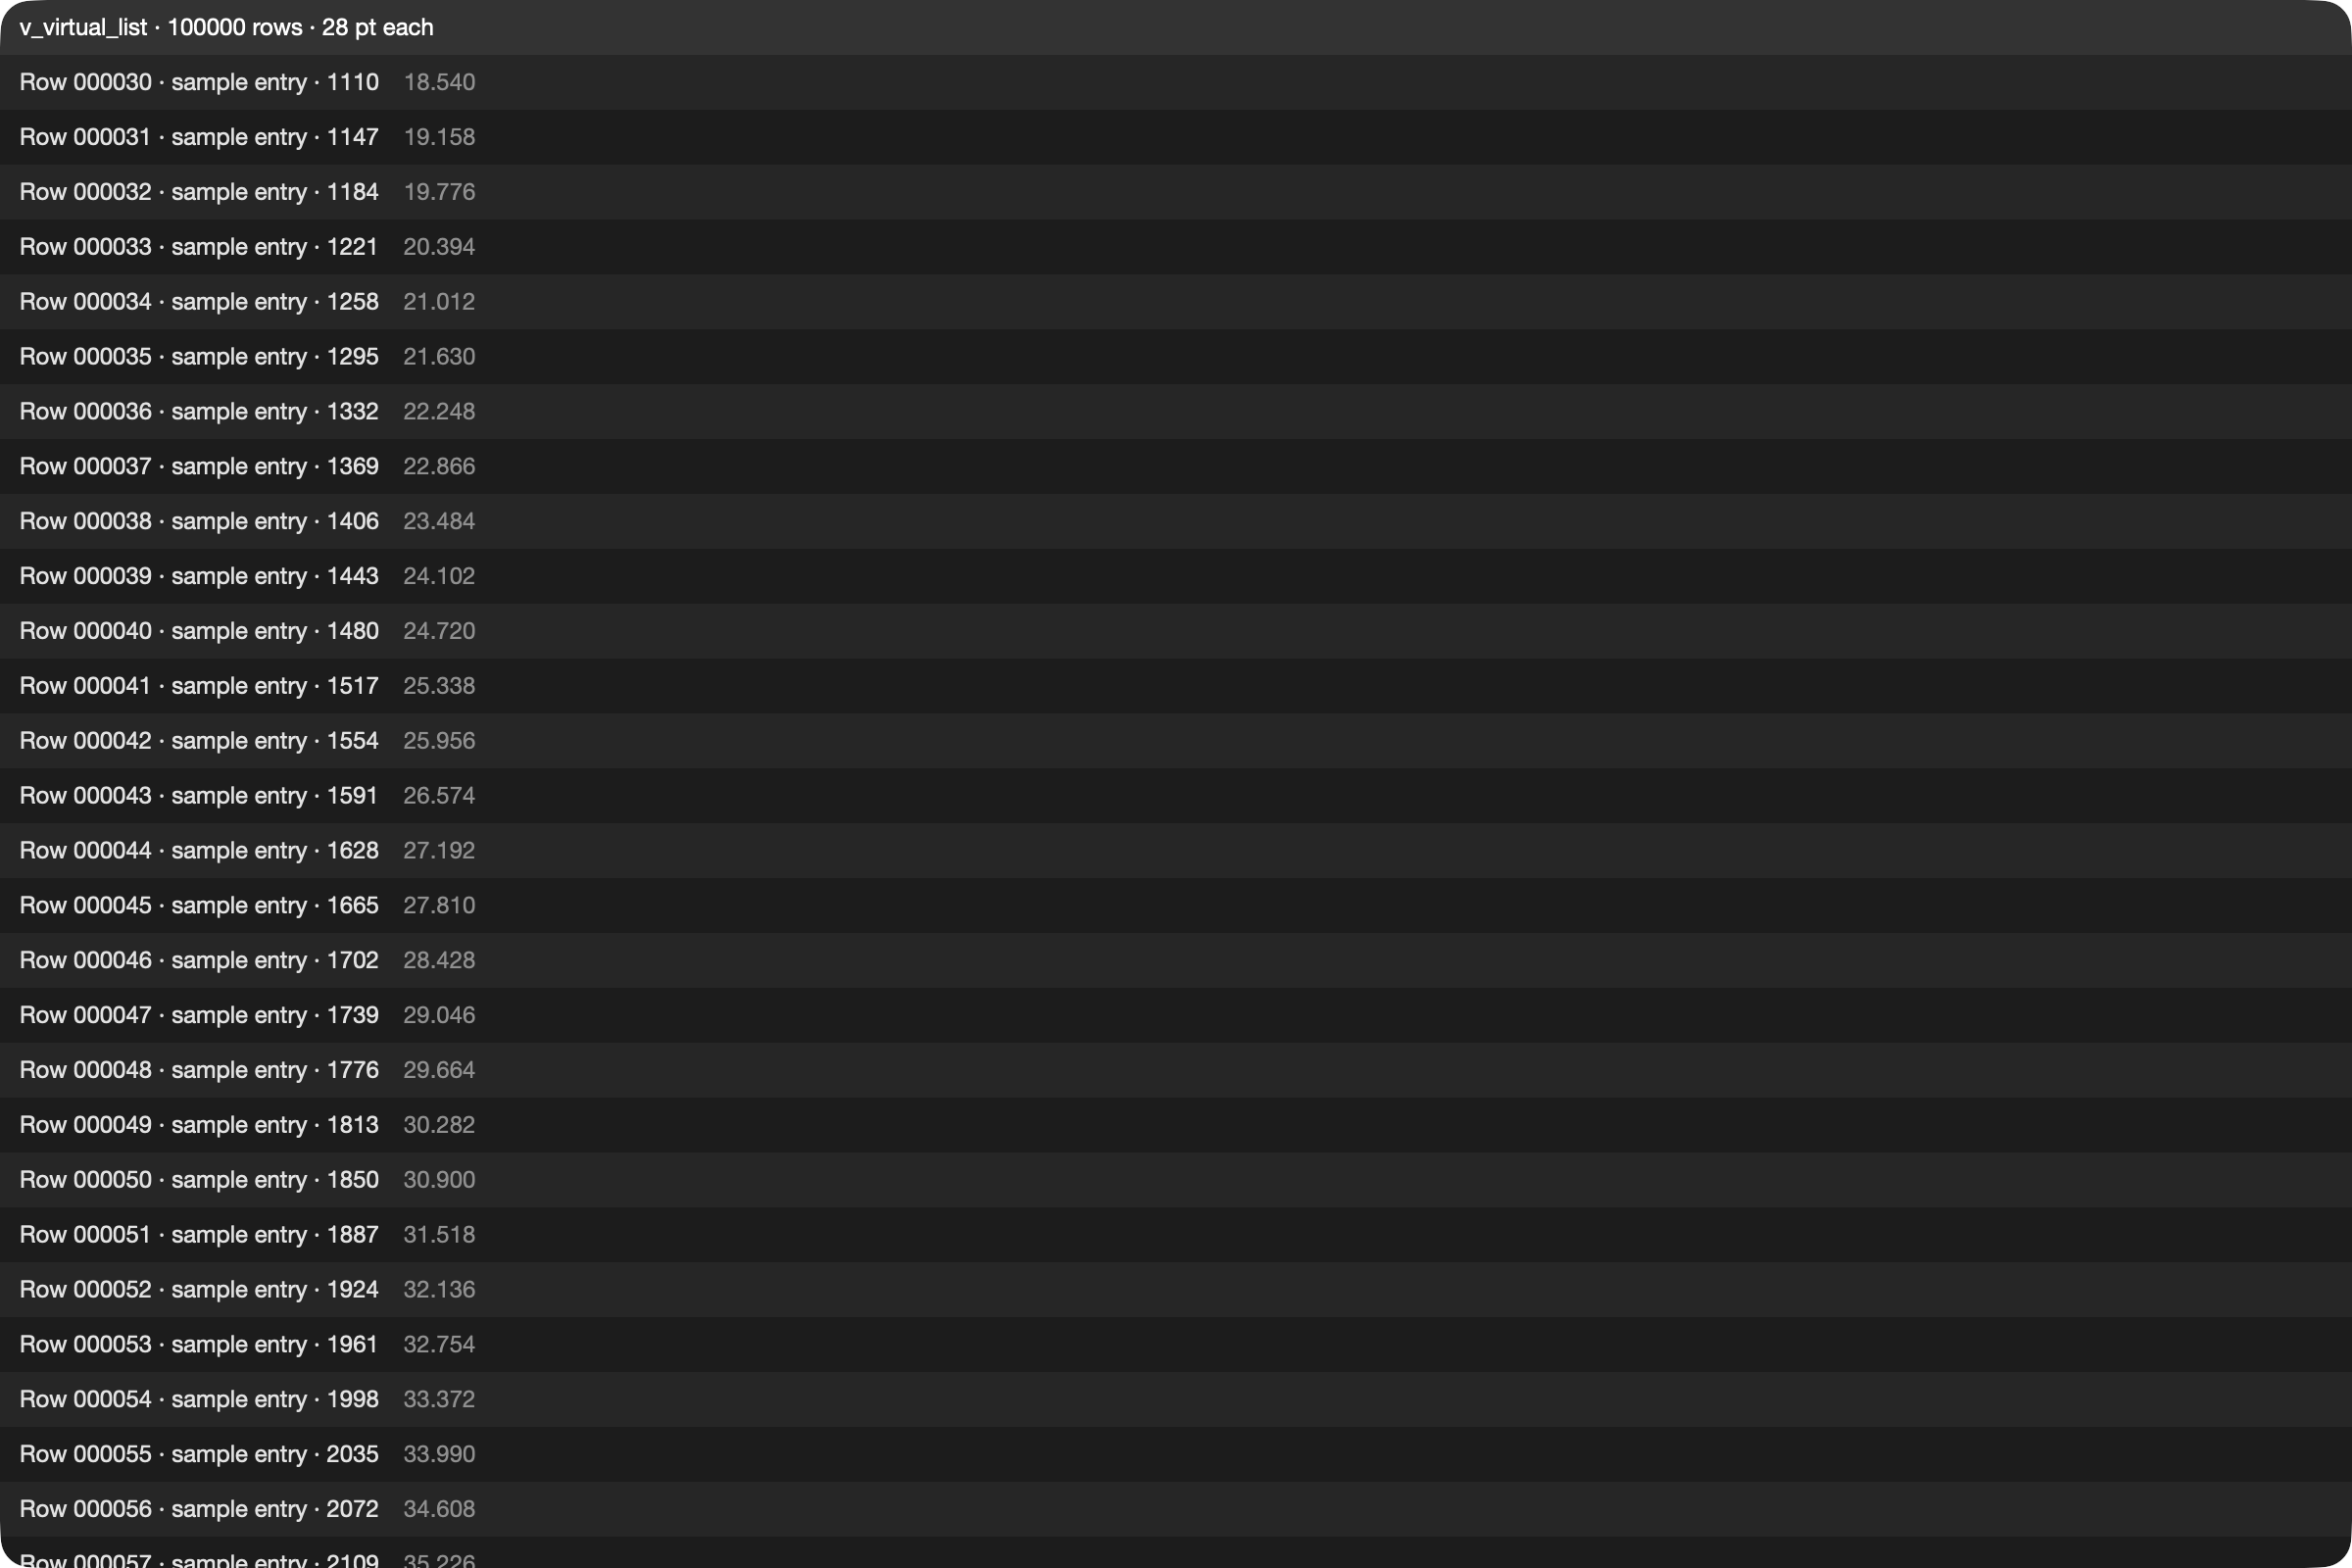 v_virtual_list · 100000 rows · 28 pt each
Row 000030 · sample entry · 1110 18.540
Row 000031 · sample entry · 1147 19.158
Row 000032 · sample entry · 1184 19.776
Row 000033 · sample entry · 1221 20.394
Row 000034 · sample entry · 1258 21.012
Row 000035 · sample entry · 1295 21.630
Row 000036 · sample entry · 1332 22.248
Row 000037 · sample entry · 1369 22.866
Row 000038 · sample entry · 1406 23.484
Row 000039 · sample entry · 1443 24.102
Row 000040 · sample entry · 1480 24.720
Row 000041 · sample entry · 1517 25.338
Row 000042 · sample entry · 1554 25.956
Row 000043 · sample entry · 1591 26.574
Row 000044 · sample entry · 1628 27.192
Row 000045 · sample entry · 1665 27.810
Row 000046 · sample entry · 1702 28.428
Row 000047 · sample entry · 1739 29.046
Row 000048 · sample entry · 1776 29.664
Row 000049 · sample entry · 1813 30.282
Row 000050 · sample entry · 1850 30.900
Row 000051 · sample entry · 1887 31.518
Row 000052 · sample entry · 1924 32.136
Row 000053 · sample entry · 1961 32.754
Row 000054 · sample entry · 1998 33.372
Row 000055 · sample entry · 2035 33.990
Row 000056 · sample entry · 2072 34.608
Row 000057 · sample entry · 2109 35.226